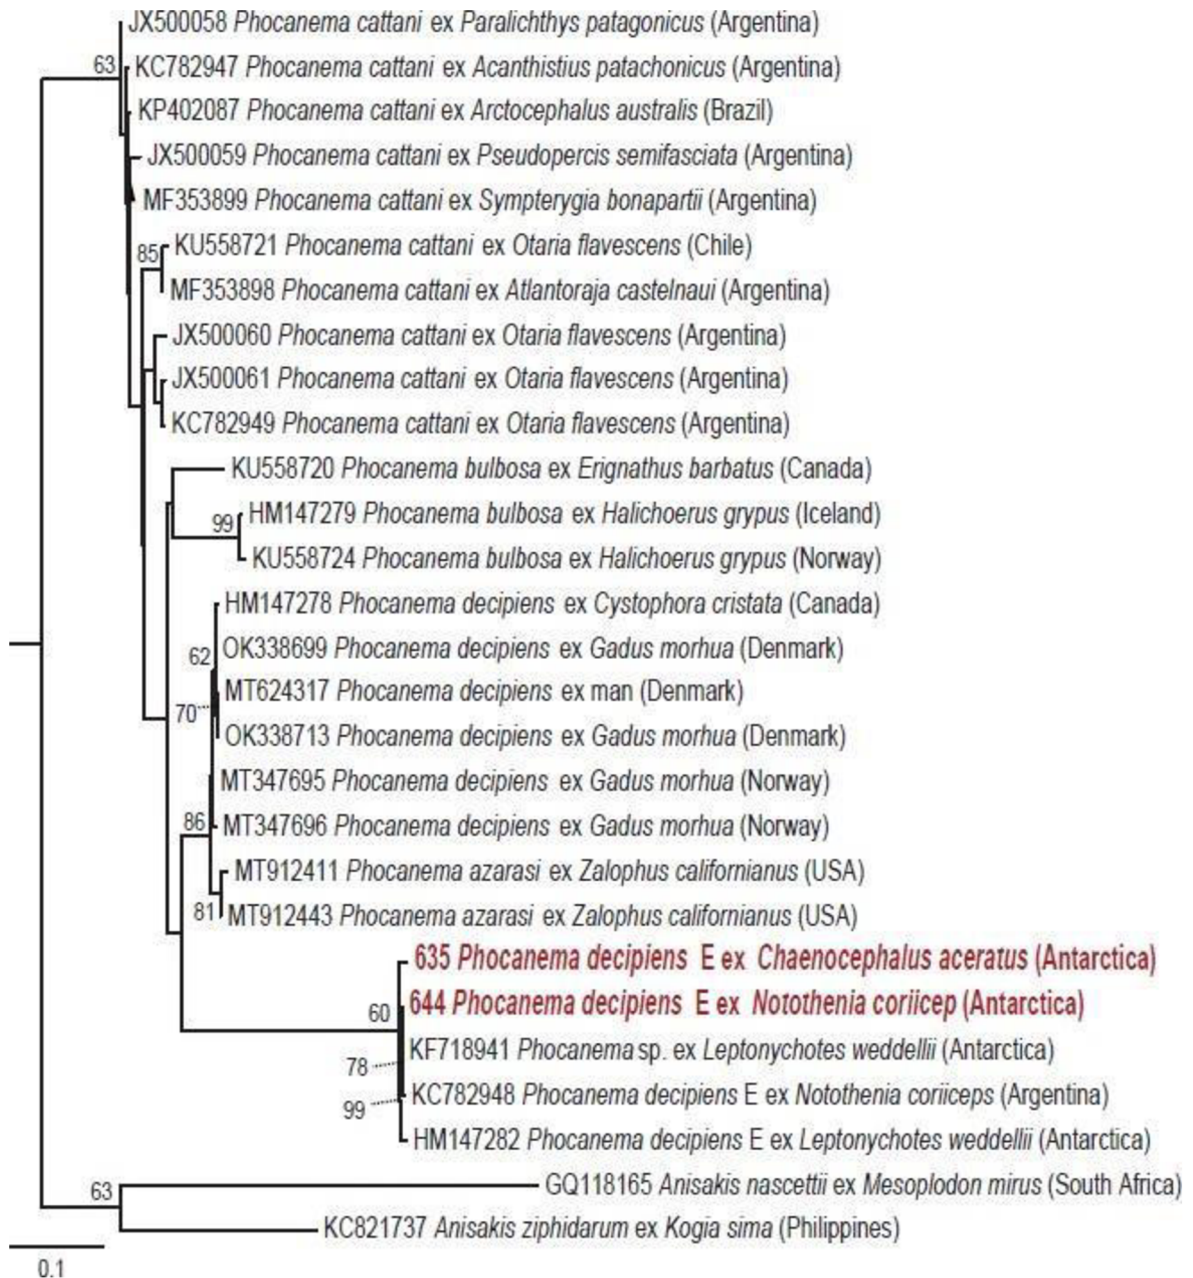 JX500058 Phocanema cattani ex Paralichthys patagonicus (Argentina)
63
KC782947 Phocanema cattani ex Acanthistius patachonicus (Argentina)
KP402087 Phocanema cattani ex Arctocephalus australis (Brazil)
JX500059 Phocanema cattani ex Pseudopercis semifasciata (Argentina)
MF353899 Phocanema cattani ex Sympterygia bonapartii (Argentina)
85
KU558721 Phocanema cattani ex Otaria flavescens (Chile)
MF353898 Phocanema cattani ex Atlantoraja castelnaui (Argentina)
JX500060 Phocanema cattani ex Otaria flavescens (Argentina)
JX500061 Phocanema cattani ex Otaria flavescens (Argentina)
KC782949 Phocanema cattani ex Otaria flavescens (Argentina)
KU558720 Phocanema bulbosa ex Erignathus barbatus (Canada)
99
HM147279 Phocanema bulbosa ex Halichoerus grypus (Iceland)
KU558724 Phocanema bulbosa ex Halichoerus grypus (Norway)
HM147278 Phocanema decipiens ex Cystophora cristata (Canada)
62
OK338699 Phocanema decipiens ex Gadus morhua (Denmark)
MT624317 Phocanema decipiens ex man (Denmark)
70
OK338713 Phocanema decipiens ex Gadus morhua (Denmark)
MT347695 Phocanema decipiens ex Gadus morhua (Norway)
86
MT347696 Phocanema decipiens ex Gadus morhua (Norway)
MT912411 Phocanema azarasi ex Zalophus californianus (USA)
81
MT912443 Phocanema azarasi ex Zalophus californianus (USA)
635 Phocanema decipiens E ex Chaenocephalus aceratus (Antarctica)
644 Phocanema decipiens E ex Notothenia coriicep (Antarctica)
60
KF718941 Phocanema sp. ex Leptonychotes weddellii (Antarctica)
78
KC782948 Phocanema decipiens E ex Notothenia coriiceps (Argentina)
99
HM147282 Phocanema decipiens E ex Leptonychotes weddellii (Antarctica)
63
GQ118165 Anisakis nascettii ex Mesoplodon mirus (South Africa)
KC821737 Anisakis ziphidarum ex Kogia sima (Philippines)
0.1